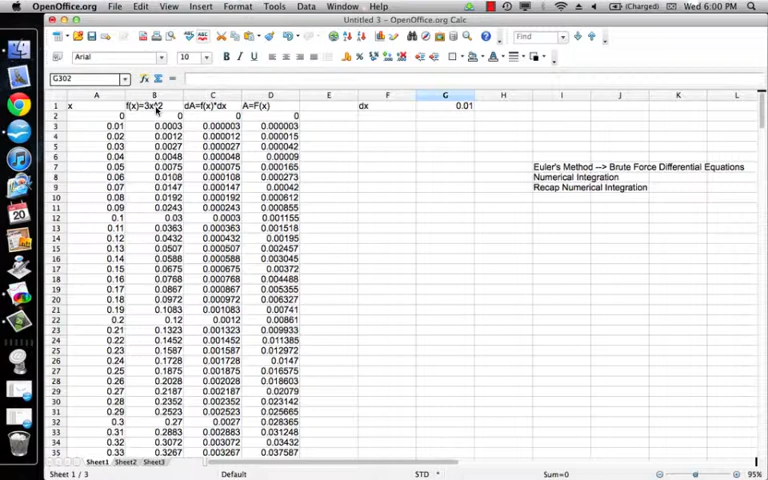 OpenOffice.org File Edit View Insert Format Tools Data Window Help (Charged) Wed 6:00 PM
Untitled 3 - OpenOffice.org Calc
Find
Arial 10
G302
A B C D E F G H I J K L
1 x f(x)=3x^2 dA=f(x)*dx A=F(x) dx 0.01
2 0 0 0 0
3 0.01 0.0003 0.000003 0.000003
4 0.02 0.0012 0.000012 0.000015
5 0.03 0.0027 0.000027 0.000042
6 0.04 0.0048 0.000048 0.00009
7 0.05 0.0075 0.000075 0.000165 Euler's Method --> Brute Force Differential Equations
8 0.06 0.0108 0.000108 0.000273 Numerical Integration
9 0.07 0.0147 0.000147 0.00042 Recap Numerical Integration
10 0.08 0.0192 0.000192 0.000612
11 0.09 0.0243 0.000243 0.000855
12 0.1 0.03 0.0003 0.001155
13 0.11 0.0363 0.000363 0.001518
14 0.12 0.0432 0.000432 0.00195
15 0.13 0.0507 0.000507 0.002457
16 0.14 0.0588 0.000588 0.003045
17 0.15 0.0675 0.000675 0.00372
18 0.16 0.0768 0.000768 0.004488
19 0.17 0.0867 0.000867 0.005355
20 0.18 0.0972 0.000972 0.006327
21 0.19 0.1083 0.001083 0.00741
22 0.2 0.12 0.0012 0.00861
23 0.21 0.1323 0.001323 0.009933
24 0.22 0.1452 0.001452 0.011385
25 0.23 0.1587 0.001587 0.012972
26 0.24 0.1728 0.001728 0.0147
27 0.25 0.1875 0.001875 0.016575
28 0.26 0.2028 0.002028 0.018603
29 0.27 0.2187 0.002187 0.02079
30 0.28 0.2352 0.002352 0.023142
31 0.29 0.2523 0.002523 0.025665
32 0.3 0.27 0.0027 0.028365
33 0.31 0.2883 0.002883 0.031248
34 0.32 0.3072 0.003072 0.03432
35 0.33 0.3267 0.003267 0.037587
Sheet1 Sheet2 Sheet3
Sheet 1 / 3 Default STD * Sum=0 95%